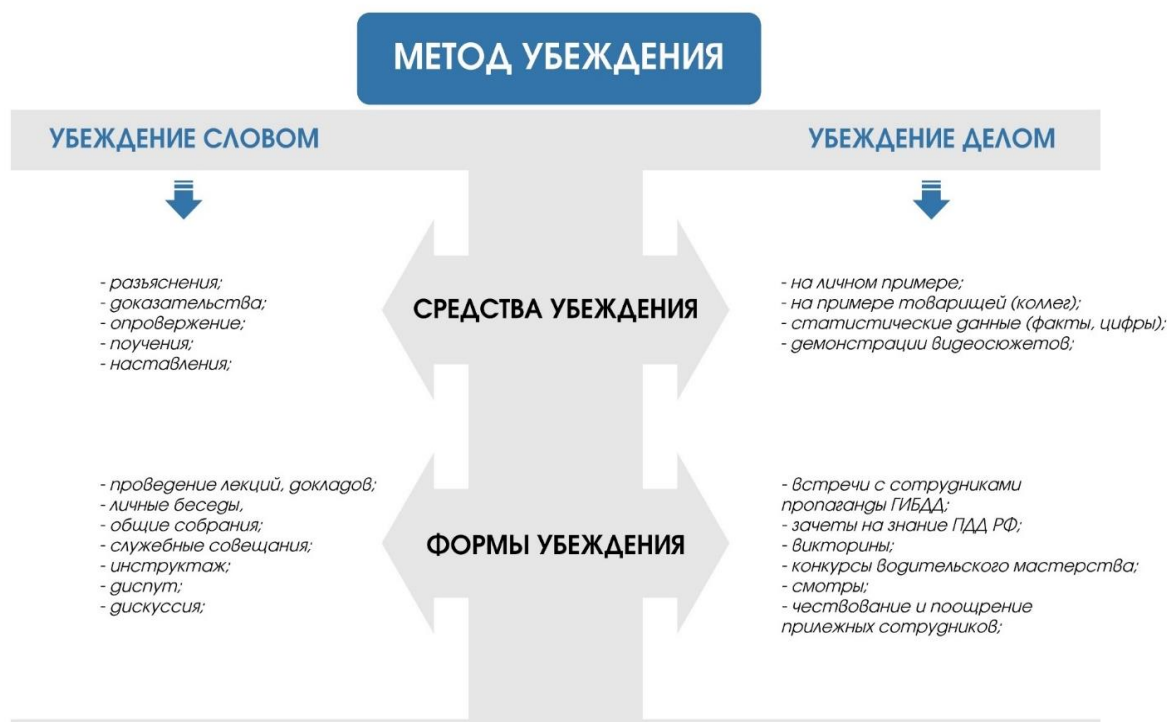 МЕТОД УБЕЖДЕНИЯ
УБЕЖДЕНИЕ СЛОВОМ
УБЕЖДЕНИЕ ДЕЛОМ
- разъяснения;
- доказательства;
- опровержение;
- поучения;
- наставления;
СРЕДСТВА УБЕЖДЕНИЯ
- на личном примере;
- на примере товарищей (коллег);
- статистические данные (факты, цифры);
- демонстрации видеосюжетов;
- проведение лекций, докладов;
- личные беседы,
- общие собрания;
- служебные совещания;
- инструктаж;
- диспут;
- дискуссия;
ФОРМЫ УБЕЖДЕНИЯ
- встречи с сотрудниками
пропаганды ГИБДД;
- зачеты на знание ПДД РФ;
- викторины;
- конкурсы водительского мастерства;
- смотры;
- чествование и поощрение
прилежных сотрудников;